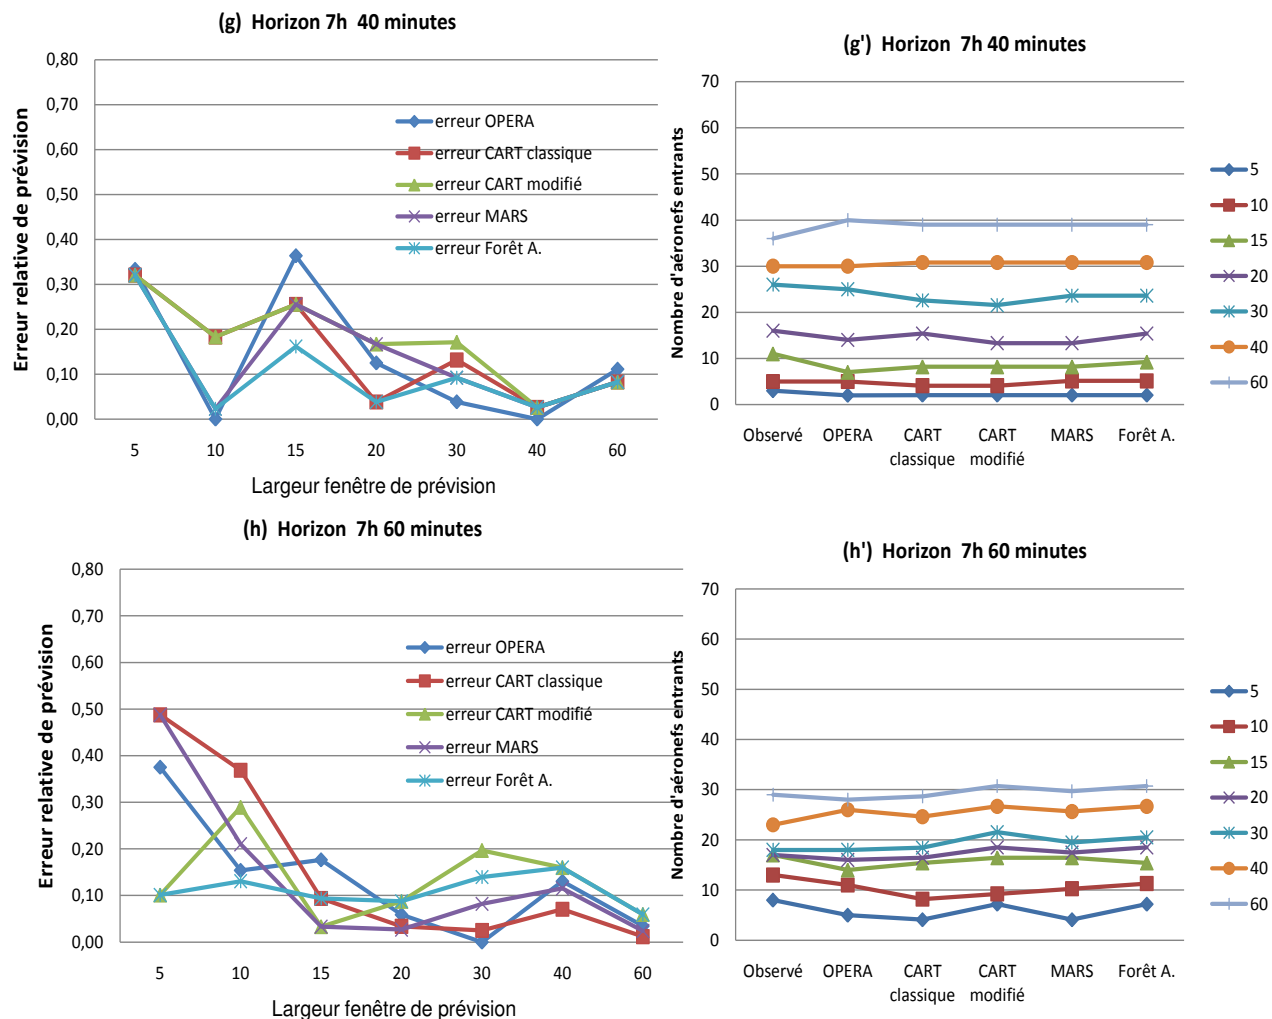 (g) Horizon 7h 40 minutes
Erreur relative de prévision
0,80
0,70
0,60
0,50
0,40
0,30
0,20
0,10
0,00
erreur OPERA
erreur CART classique
erreur CART modifié
erreur MARS
erreur Forêt A.
5 10 15 20 30 40 60
Largeur fenêtre de prévision
(g') Horizon 7h 40 minutes
Nombre d'aéronefs entrants
70
60
50
40
30
20
10
0
Observé OPERA CART MARS Forêt A.
classique
CART
modifié
5
10
15
20
30
40
60
(h) Horizon 7h 60 minutes
Erreur relative de prévision
0,80
0,70
0,60
0,50
0,40
0,30
0,20
0,10
0,00
erreur OPERA
erreur CART classique
erreur CART modifié
erreur MARS
erreur Forêt A.
5 10 15 20 30 40 60
Largeur fenêtre de prévision
(h') Horizon 7h 60 minutes
Nombre d'aéronefs entrants
70
60
50
40
30
20
10
0
Observé OPERA CART CART MARS Forêt A.
classique modifié
5
10
15
20
30
40
60